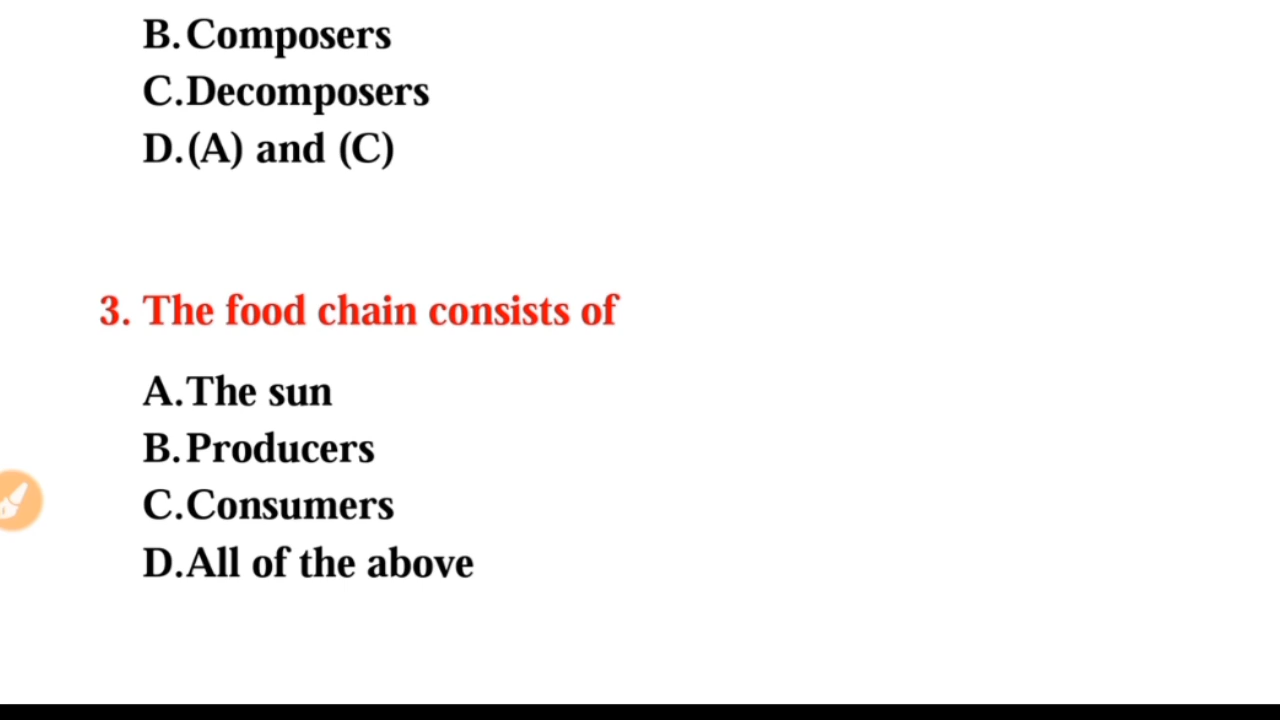 B. Composers
C. Decomposers
D. (A) and (C)
3. The food chain consists of
A. The sun
B. Producers
C. Consumers
D. All of the above